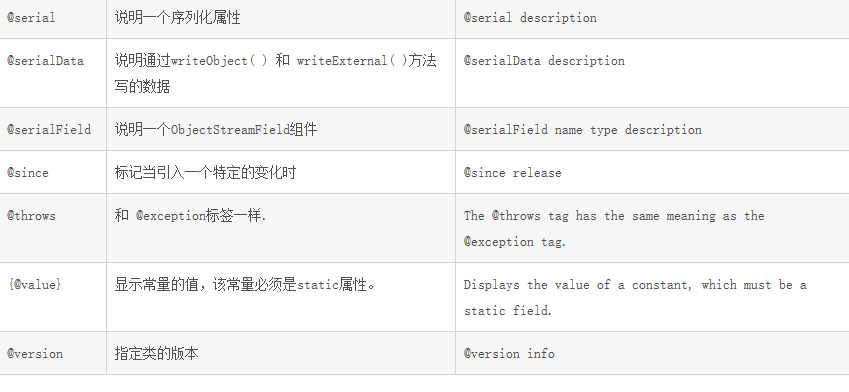 @serial 说明一个序列化属性 @serial description
@serialData 说明通过writeObject( ) 和 writeExternal( )方法 @serialData description
写的数据
@serialField 说明一个ObjectStreamField组件 @serialField name type description
@since 标记当引入一个特定的变化时 @since release
@throws 和 @exception标签一样. The @throws tag has the same meaning as the
@exception tag.
{@value} 显示常量的值，该常量必须是static属性。 Displays the value of a constant, which must be a
static field.
@version 指定类的版本 @version info